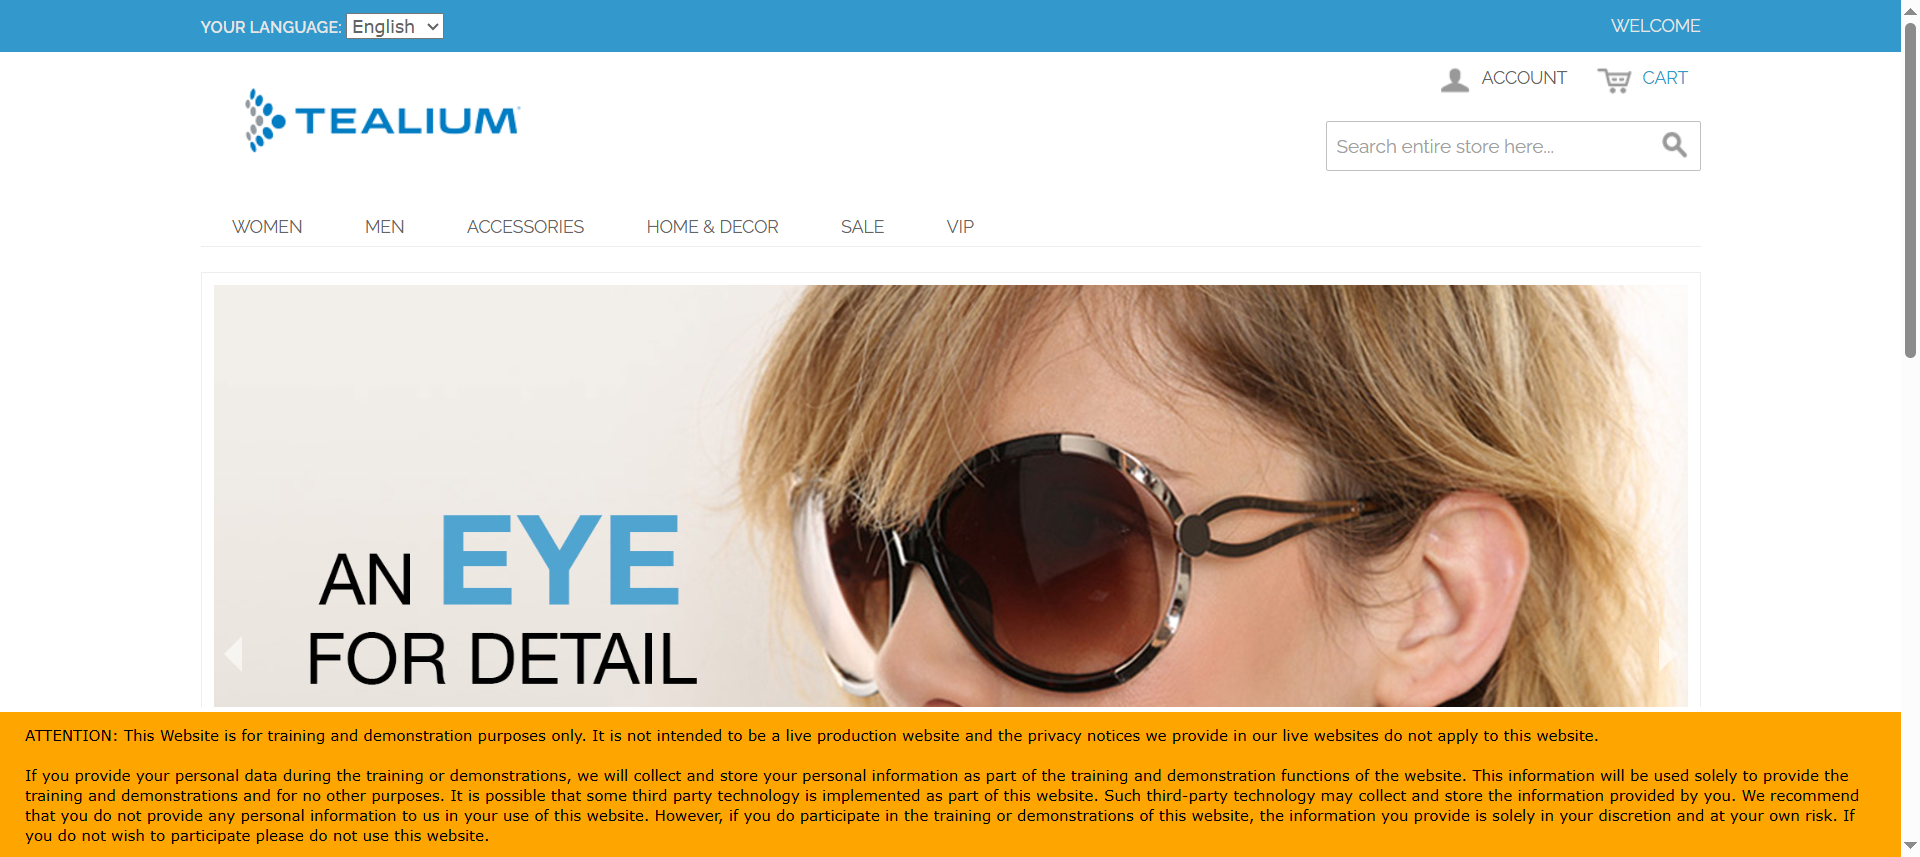 YOUR LANGUAGE: English
WELCOME
ACCOUNT
CART
TEALIUM
Search entire store here...
WOMEN
MEN
ACCESSORIES
HOME & DECOR
SALE
VIP
AN EYE
FOR DETAIL
ATTENTION: This Website is for training and demonstration purposes only. It is not intended to be a live production website and the privacy notices we provide in our live websites do not apply to this website.
If you provide your personal data during the training or demonstrations, we will collect and store your personal information as part of the training and demonstration functions of the website. This information will be used solely to provide the
training and demonstrations and for no other purposes. It is possible that some third party technology is implemented as part of this website. Such third-party technology may collect and store the information provided by you. We recommend
that you do not provide any personal information to us in your use of this website. However, if you do participate in the training or demonstrations of this website, the information you provide is solely in your discretion and at your own risk. If
you do not wish to participate please do not use this website.